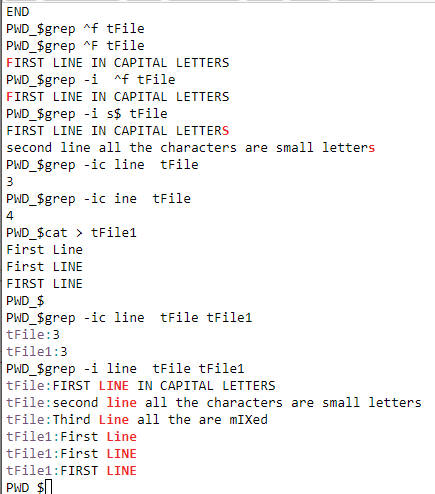 END
PWD_$grep ^f tFile
PWD_$grep ^F tFile
FIRST LINE IN CAPITAL LETTERS
PWD_$grep -i  ^f tFile
FIRST LINE IN CAPITAL LETTERS
PWD_$grep -i s$ tFile
FIRST LINE IN CAPITAL LETTERS
second line all the characters are small letters
PWD_$grep -ic line  tFile
3
PWD_$grep -ic ine  tFile
4
PWD_$cat > tFile1
First Line
First LINE
FIRST LINE
PWD_$
PWD_$grep -ic line  tFile tFile1
tFile:3
tFile1:3
PWD_$grep -i line  tFile tFile1
tFile:FIRST LINE IN CAPITAL LETTERS
tFile:second line all the characters are small letters
tFile:Third Line all the are mIXed
tFile1:First Line
tFile1:First LINE
tFile1:FIRST LINE
PWD_$